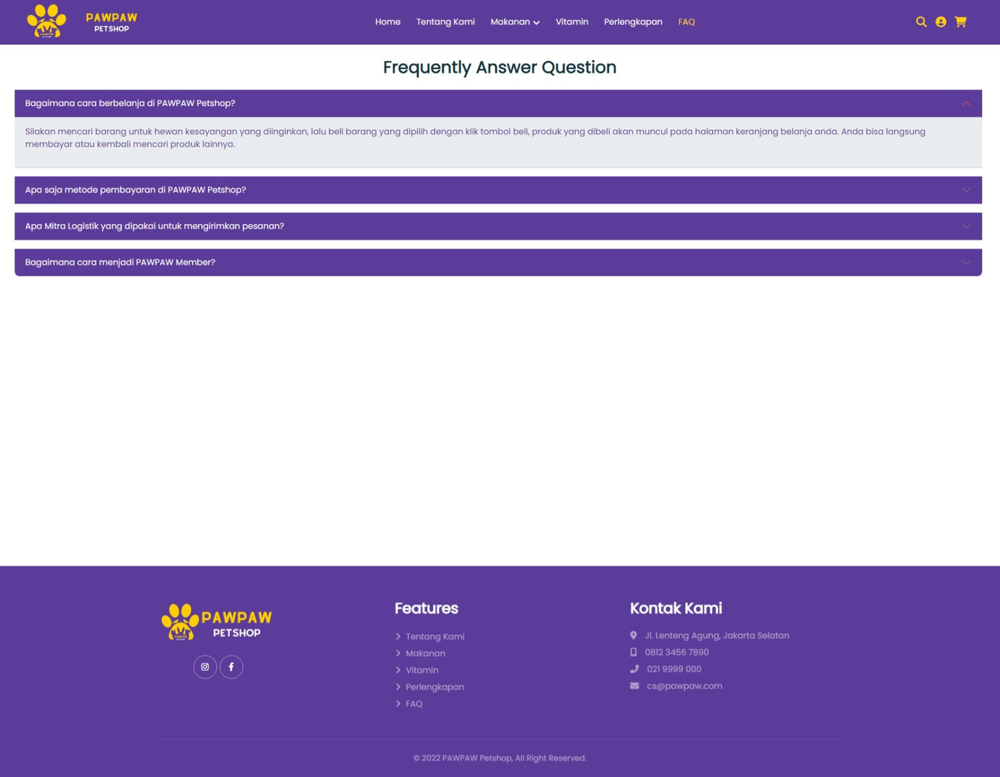 PAWPAW
PETSHOP
Home Tentang Kami Makanan Vitamin Perlengkapan FAQ
Frequently Answer Question
Bagaimana cara berbelanja di PAWPAW Petshop?
Silakan mencari barang untuk hewan kesayangan yang diinginkan, lalu beli barang yang dipilih dengan klik tombol beli, produk yang dibeli akan muncul pada halaman keranjang belanja anda. Anda bisa langsung
membayar atau kembali mencari produk lainnya.
Apa saja metode pembayaran di PAWPAW Petshop?
Apa Mitra Logistik yang dipakai untuk mengirimkan pesanan?
Bagaimana cara menjadi PAWPAW Member?
PAWPAW
PETSHOP
Features
Tentang Kami
Makanan
Vitamin
Perlengkapan
FAQ
Kontak Kami
Jl. Lenteng Agung, Jakarta Selatan
0812 3456 7890
021 9999 000
cs@pawpaw.com
© 2022 PAWPAW Petshop, All Right Reserved.